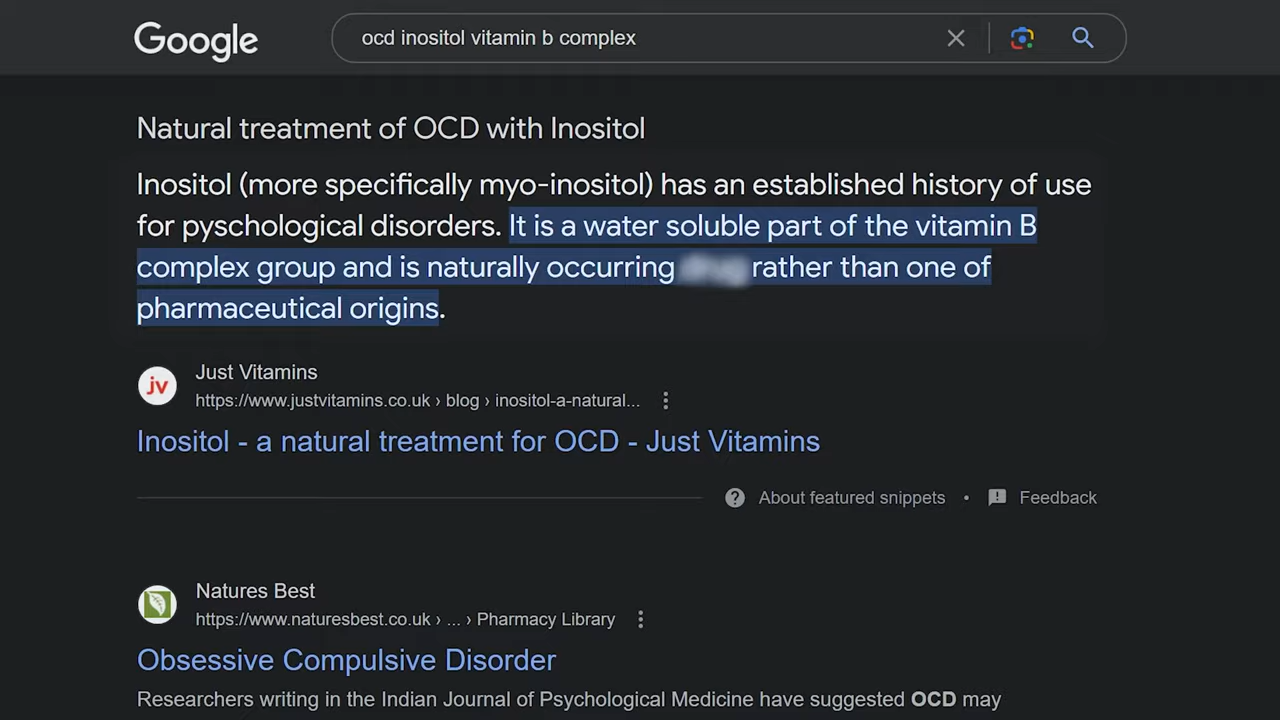 Google
ocd inositol vitamin b complex
Natural treatment of OCD with Inositol
Inositol (more specifically myo-inositol) has an established history of use
for pyschological disorders. It is a water soluble part of the vitamin B
complex group and is naturally occurring rather than one of
pharmaceutical origins.
jv
Just Vitamins
https://www.justvitamins.co.uk › blog › inositol-a-natural...
Inositol - a natural treatment for OCD - Just Vitamins
About featured snippets • Feedback
Natures Best
https://www.naturesbest.co.uk › ... › Pharmacy Library
Obsessive Compulsive Disorder
Researchers writing in the Indian Journal of Psychological Medicine have suggested OCD may